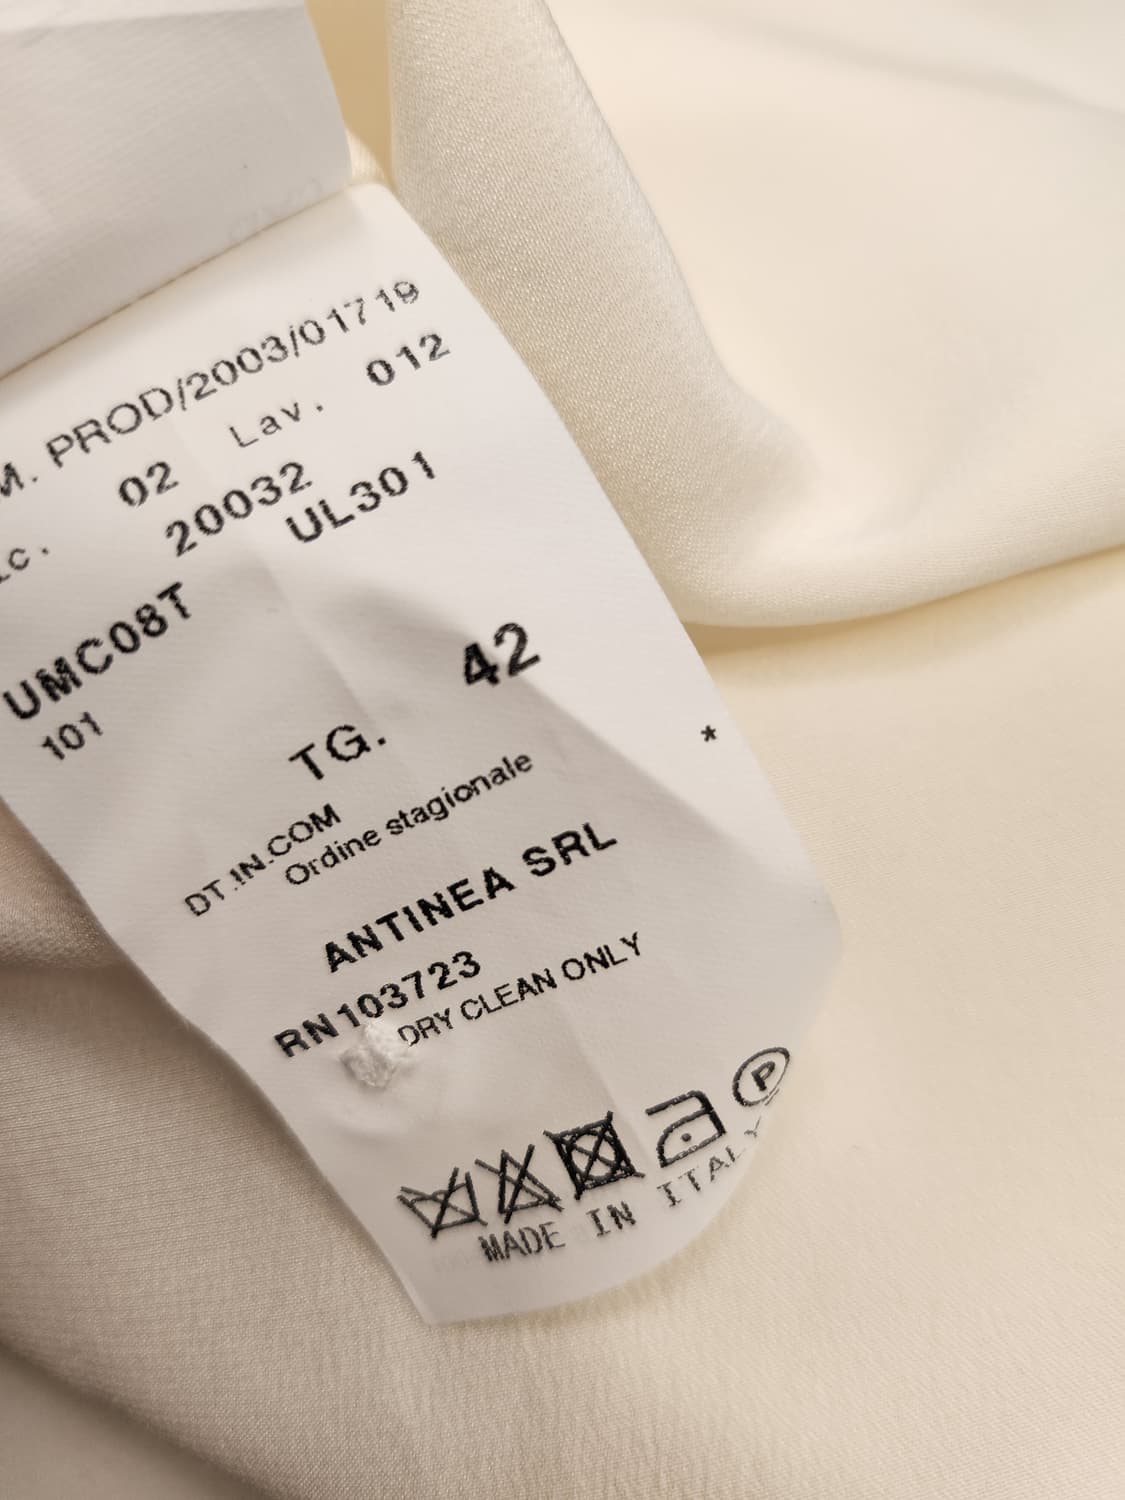 M. PROD/2003/01719
02 Lav. 012
20032
UL301
UMC08T
101
TG. 42
*
DT.IN.COM
Ordine stagionale
ANTINEA SRL
RN103723
DRY CLEAN ONLY
P
MADE IN ITALY